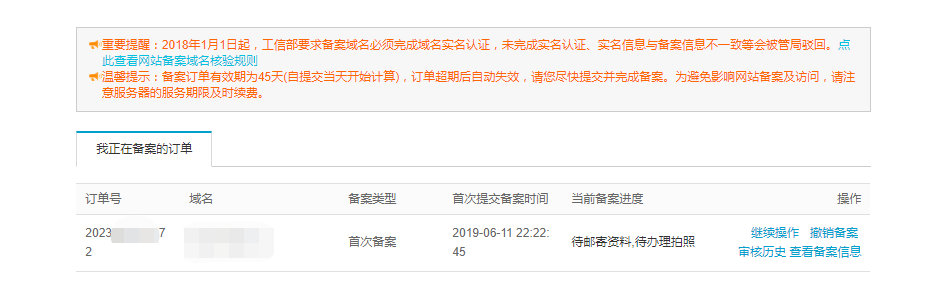 重要提醒：2018年1月1日起，工信部要求备案域名必须完成域名实名认证，未完成实名认证、实名信息与备案信息不一致等会被管局驳回。点
此查看网站备案域名核验规则
温馨提示：备案订单有效期为45天(自提交当天开始计算)，订单超期后自动失效，请您尽快提交并完成备案。为避免影响网站备案及访问，请注
意服务器的服务期限及时续费。
我正在备案的订单
订单号 域名 备案类型 首次提交备案时间 当前备案进度 操作
2023 7 2019-06-11 22:22: 继续操作 撤销备案
首次备案 待邮寄资料,待办理拍照
2 45 审核历史 查看备案信息